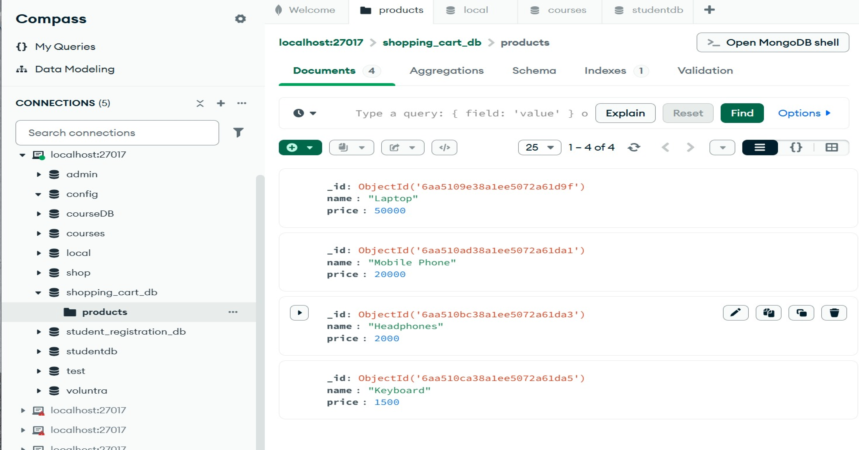 Compass
My Queries
Data Modeling
CONNECTIONS (5)
Search connections
localhost:27017
admin
config
courseDB
courses
local
shop
shopping_cart_db
products
student_registration_db
studentdb
test
voluntra
localhost:27017
localhost:27017
localhost:27017
Welcome
products
local
courses
studentdb
localhost:27017 > shopping_cart_db > products
>_ Open MongoDB shell
Documents 4
Aggregations
Schema
Indexes 1
Validation
Type a query: { field: 'value' } o
Explain
Reset
Find
Options
25
1 – 4 of 4
_id: ObjectId('6aa5109e38a1ee5072a61d9f')
name : "Laptop"
price : 50000
_id: ObjectId('6aa510ad38a1ee5072a61da1')
name : "Mobile Phone"
price : 20000
_id: ObjectId('6aa510bc38a1ee5072a61da3')
name : "Headphones"
price : 2000
_id: ObjectId('6aa510ca38a1ee5072a61da5')
name : "Keyboard"
price : 1500